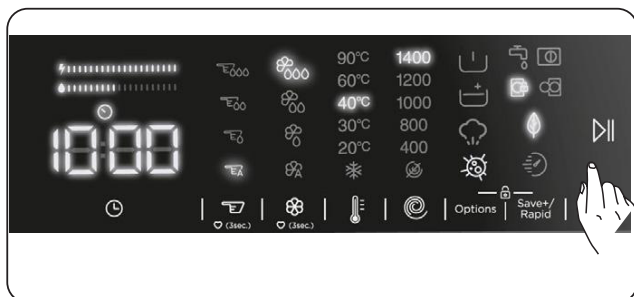 10:00
90°C 1400
60°C 1200
40°C 1000
30°C 800
20°C 400
A A
Options Save+/
Rapid
(3sec.) (3sec.)